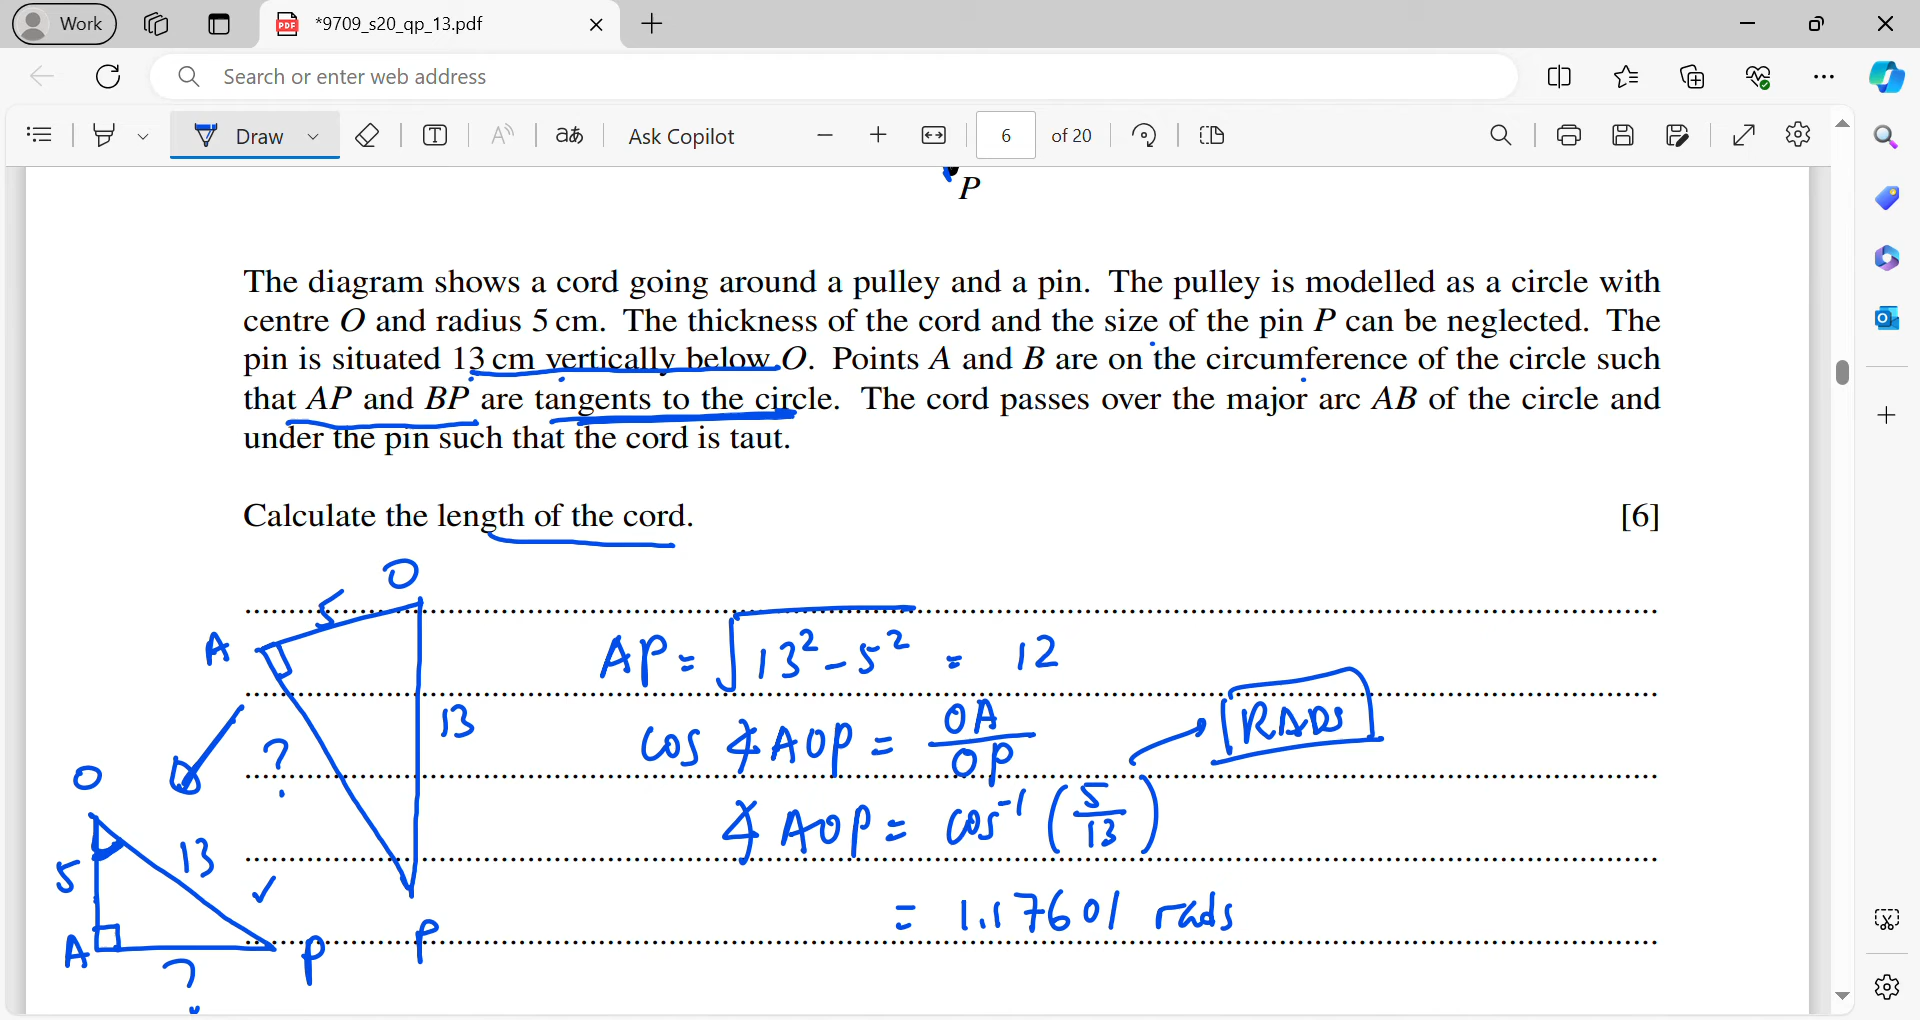 Work
PDF *9709_s20_qp_13.pdf
Search or enter web address
Draw
T
A
aあ
Ask Copilot
6 of 20
P
The diagram shows a cord going around a pulley and a pin. The pulley is modelled as a circle with
centre O and radius 5 cm. The thickness of the cord and the size of the pin P can be neglected. The
pin is situated 13 cm vertically below O. Points A and B are on the circumference of the circle such
that AP and BP are tangents to the circle. The cord passes over the major arc AB of the circle and
under the pin such that the cord is taut.
Calculate the length of the cord. [6]
O
5
A
13
?
P
O
5
13 ✓
A
P
?
AP = √13² - 5² = 12
cos ∡AOP = OA/OP
RADS
∡AOP = cos⁻¹(5/13)
= 1.17601 rads